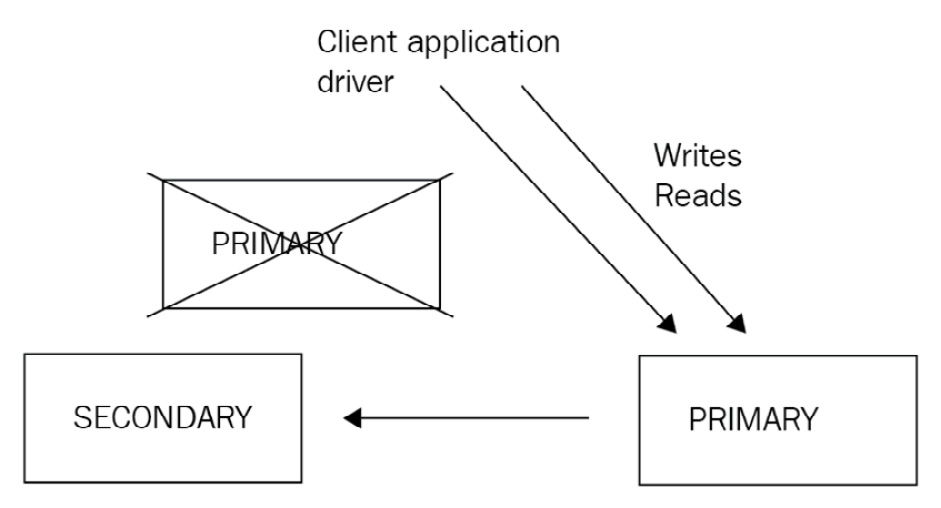 Client application
driver
Writes
Reads
PRIMARY
SECONDARY
PRIMARY